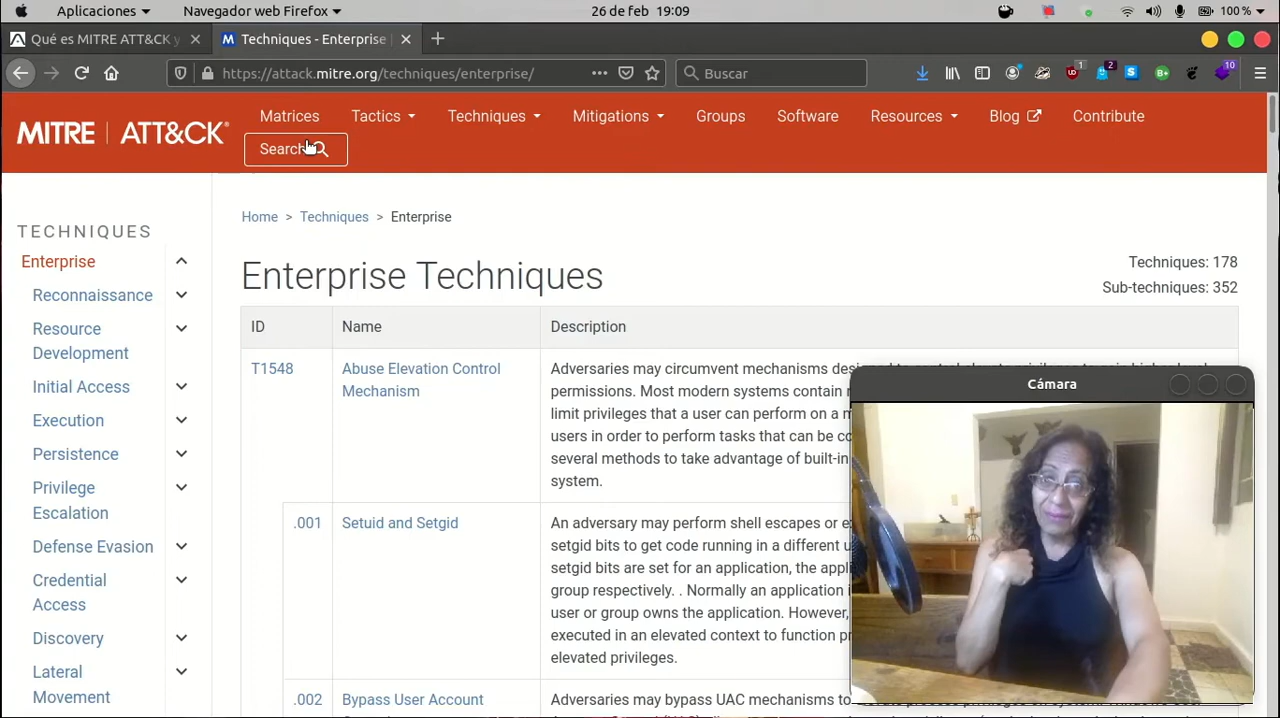 Aplicaciones Navegador web Firefox 26 de feb 19:09 100 %
Qué es MITRE ATT&CK y Techniques - Enterprise
https://attack.mitre.org/techniques/enterprise/ Buscar 1 2 10
MITRE | ATT&CK® Matrices Tactics Techniques Mitigations Groups Software Resources Blog Contribute
Search
TECHNIQUES
Enterprise
Reconnaissance
Resource
Development
Initial Access
Execution
Persistence
Privilege
Escalation
Defense Evasion
Credential
Access
Discovery
Lateral
Movement
Home > Techniques > Enterprise
Enterprise Techniques
Techniques: 178
Sub-techniques: 352
ID Name Description
T1548 Abuse Elevation Control
Mechanism
Adversaries may circumvent mechanisms
permissions. Most modern systems contain
limit privileges that a user can perform on a
users in order to perform tasks that can be
several methods to take advantage of built-in
system.
.001 Setuid and Setgid
An adversary may perform shell escapes or
setgid bits to get code running in a different
setgid bits are set for an application, the
group respectively. . Normally an application
user or group owns the application. However,
executed in an elevated context to function
elevated privileges.
.002 Bypass User Account
Adversaries may bypass UAC mechanisms to
Cámara